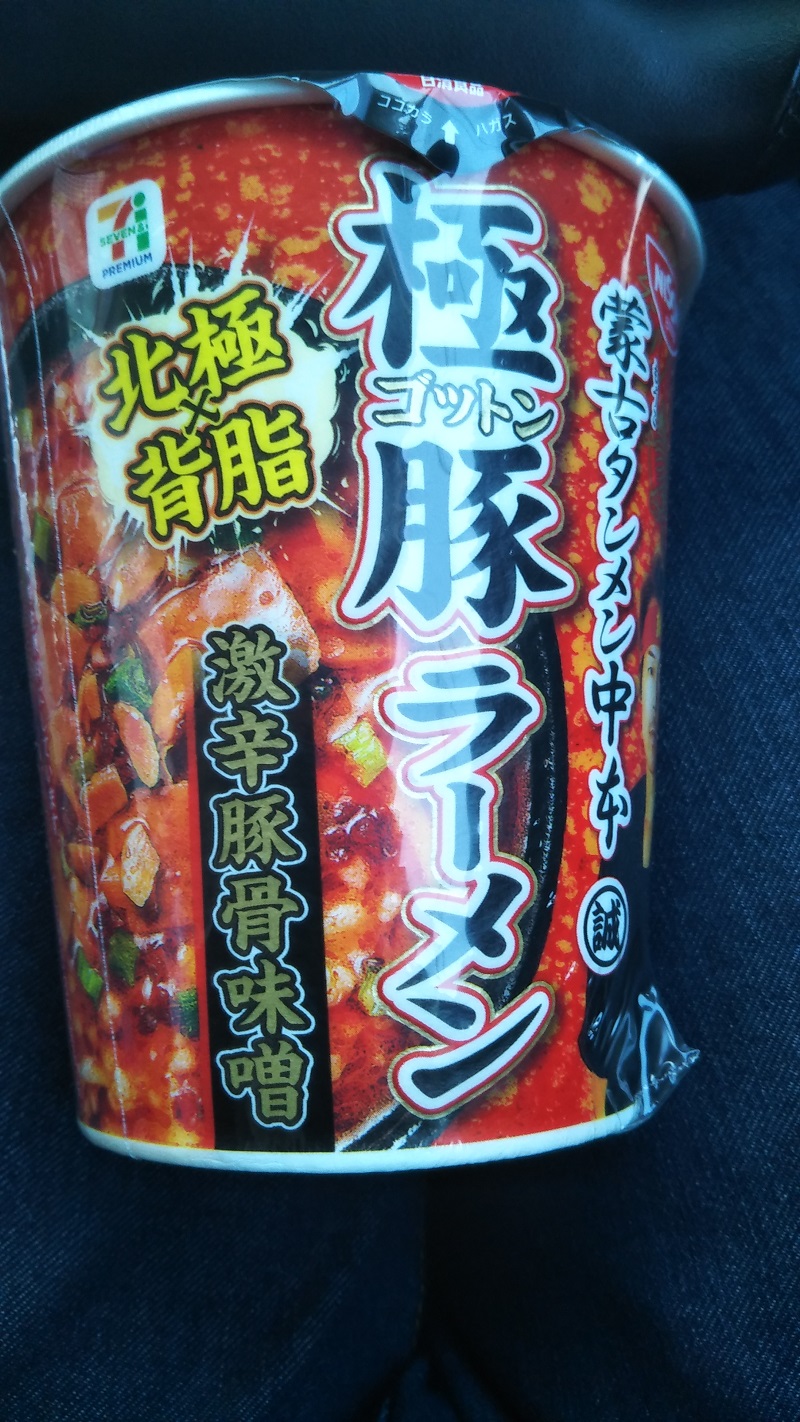 日清食品
ココカラ
ハガス
7i
SEVEN&i
PREMIUM
北極
×
背脂
極
ゴットン
豚
ラーメン
蒙古タンメン中本
誠
激辛豚骨味噌